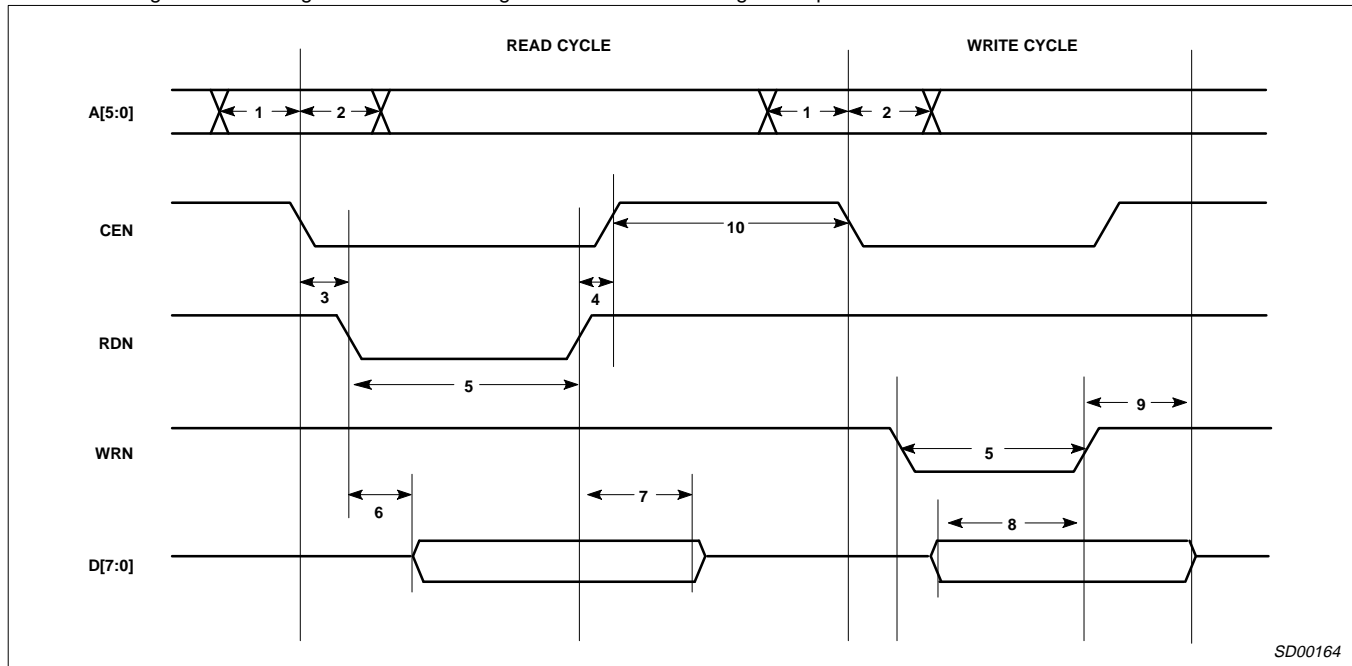 READ CYCLE WRITE CYCLE
A[5:0] 1 2 1 2
CEN 10
3 4
RDN
5
9
WRN 5
7
6 8
D[7:0]
SD00164